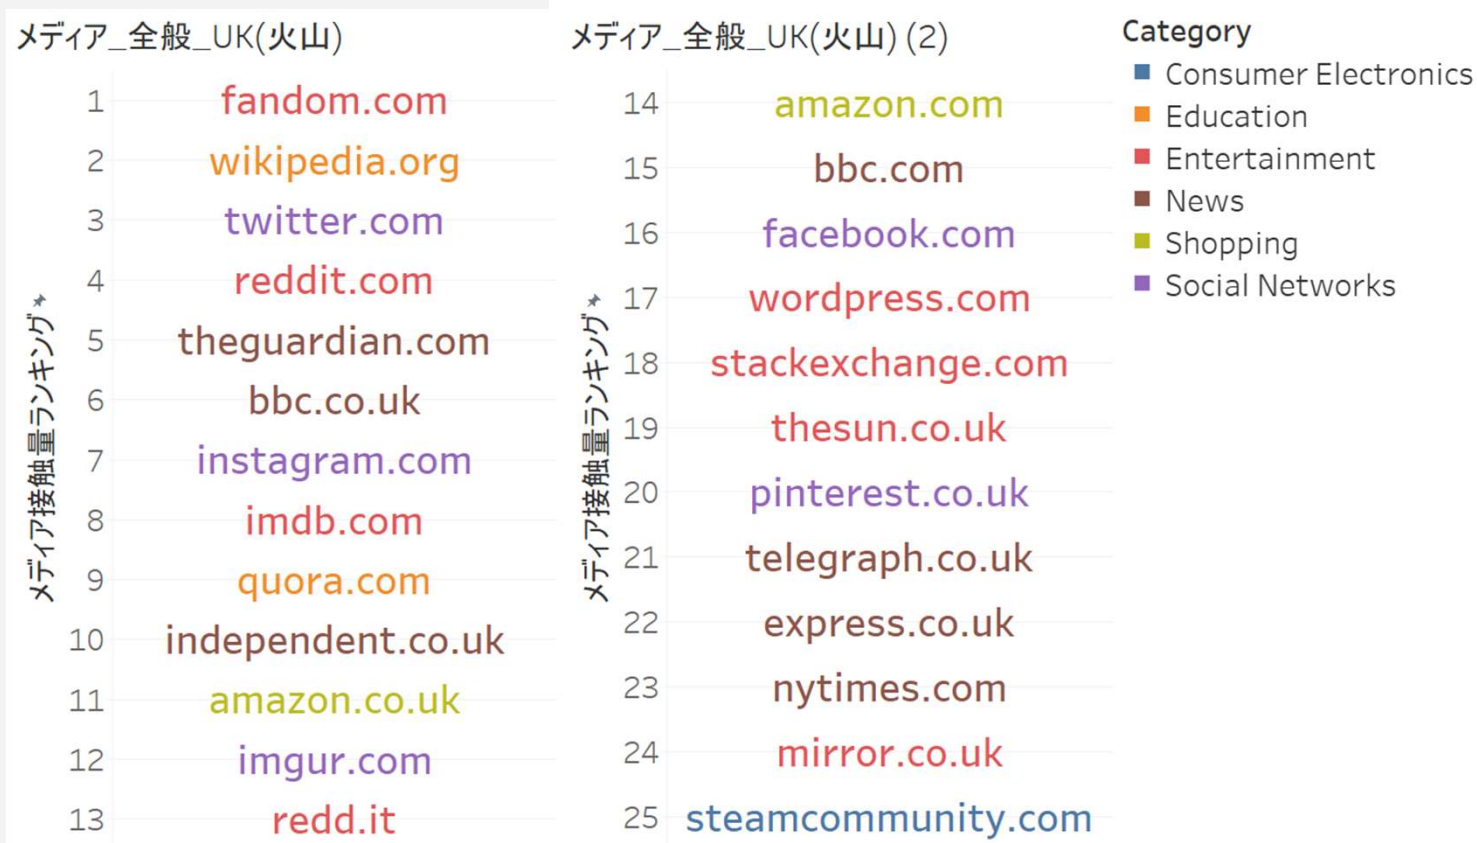 メディア_全般_UK(火山)
1 fandom.com
2 wikipedia.org
3 twitter.com
4 reddit.com
5 theguardian.com
6 bbc.co.uk
7 instagram.com
8 imdb.com
9 quora.com
10 independent.co.uk
11 amazon.co.uk
12 imgur.com
13 redd.it
メディア接触量ランキング
メディア_全般_UK(火山) (2)
14 amazon.com
15 bbc.com
16 facebook.com
17 wordpress.com
18 stackexchange.com
19 thesun.co.uk
20 pinterest.co.uk
21 telegraph.co.uk
22 express.co.uk
23 nytimes.com
24 mirror.co.uk
25 steamcommunity.com
メディア接触量ランキング
Category
Consumer Electronics
Education
Entertainment
News
Shopping
Social Networks